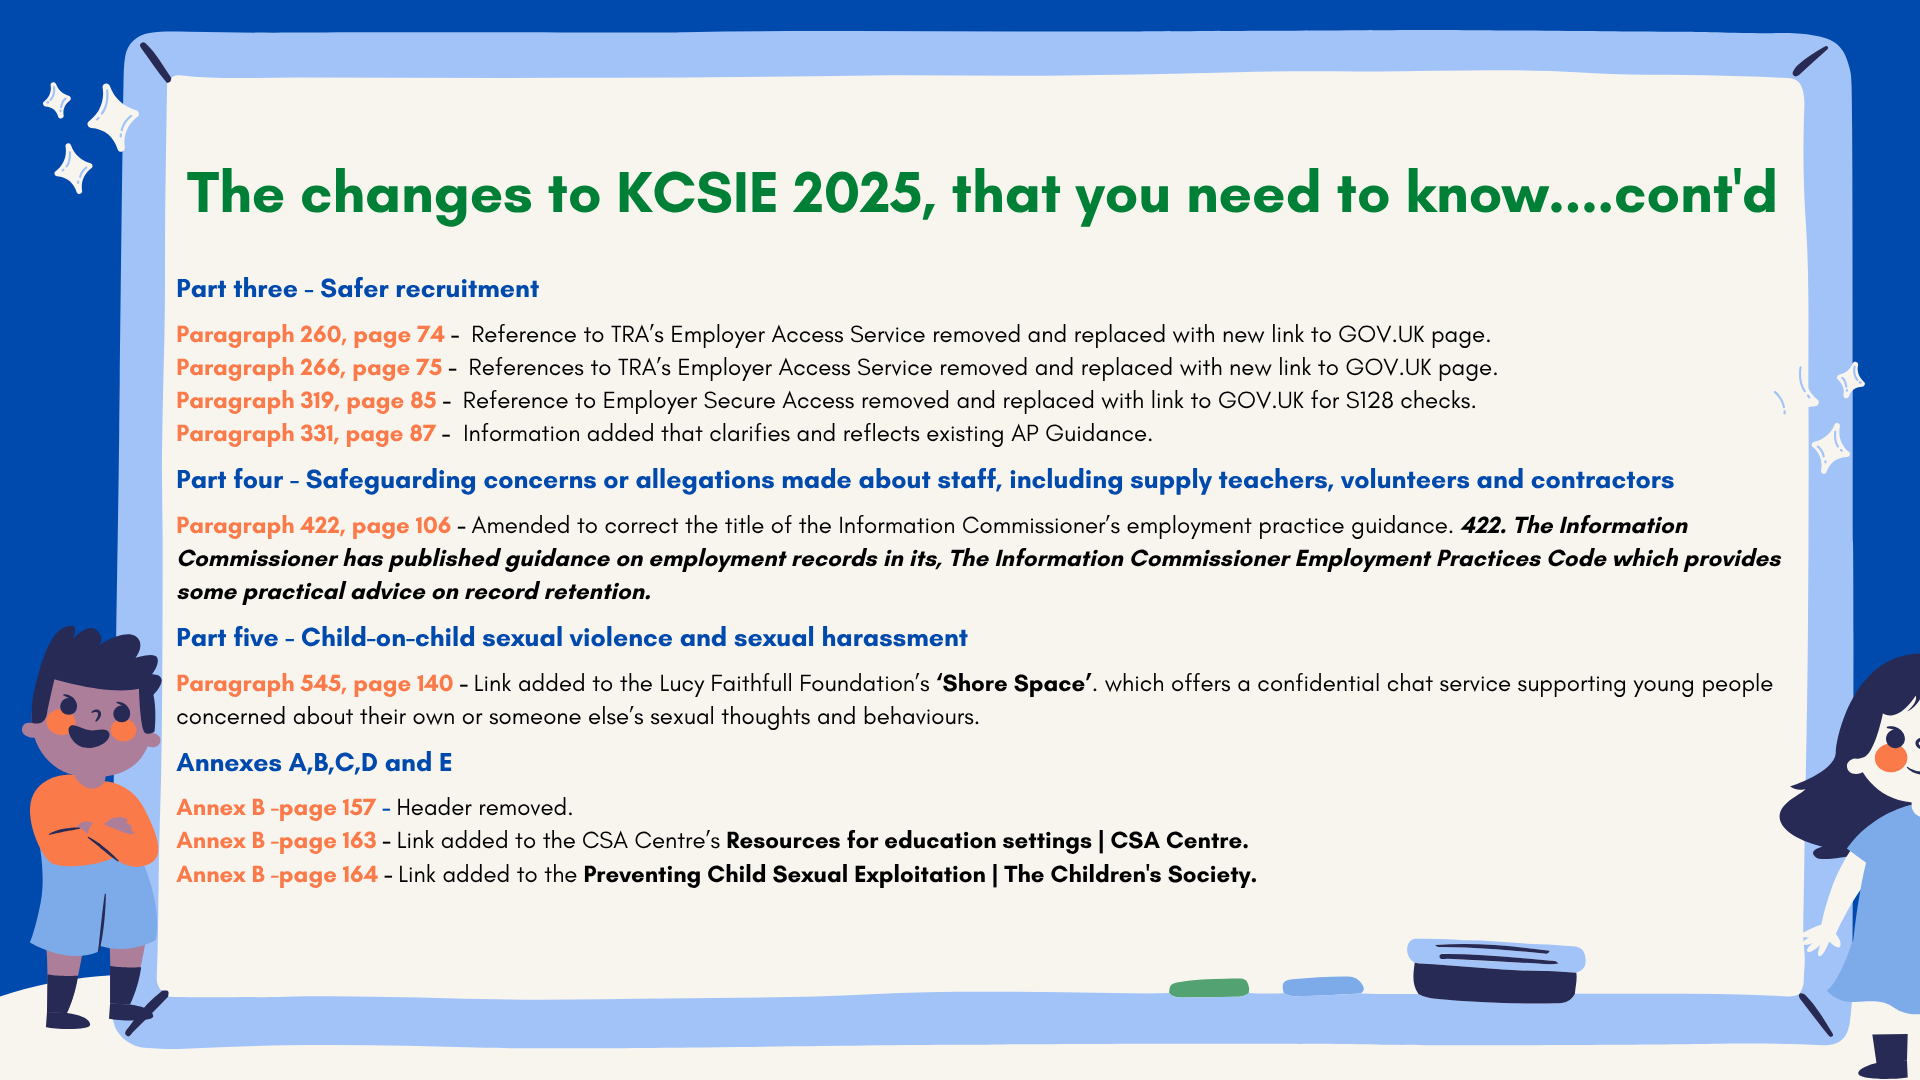 The changes to KCSIE 2025, that you need to know....cont'd
Part three - Safer recruitment
Paragraph 260, page 74 - Reference to TRA’s Employer Access Service removed and replaced with new link to GOV.UK page.
Paragraph 266, page 75 - References to TRA’s Employer Access Service removed and replaced with new link to GOV.UK page.
Paragraph 319, page 85 - Reference to Employer Secure Access removed and replaced with link to GOV.UK for S128 checks.
Paragraph 331, page 87 - Information added that clarifies and reflects existing AP Guidance.
Part four - Safeguarding concerns or allegations made about staff, including supply teachers, volunteers and contractors
Paragraph 422, page 106 - Amended to correct the title of the Information Commissioner’s employment practice guidance. 422. The Information
Commissioner has published guidance on employment records in its, The Information Commissioner Employment Practices Code which provides
some practical advice on record retention.
Part five - Child-on-child sexual violence and sexual harassment
Paragraph 545, page 140 - Link added to the Lucy Faithfull Foundation’s ‘Shore Space’. which offers a confidential chat service supporting young people
concerned about their own or someone else’s sexual thoughts and behaviours.
Annexes A,B,C,D and E
Annex B -page 157 - Header removed.
Annex B -page 163 - Link added to the CSA Centre’s Resources for education settings | CSA Centre.
Annex B -page 164 - Link added to the Preventing Child Sexual Exploitation | The Children's Society.